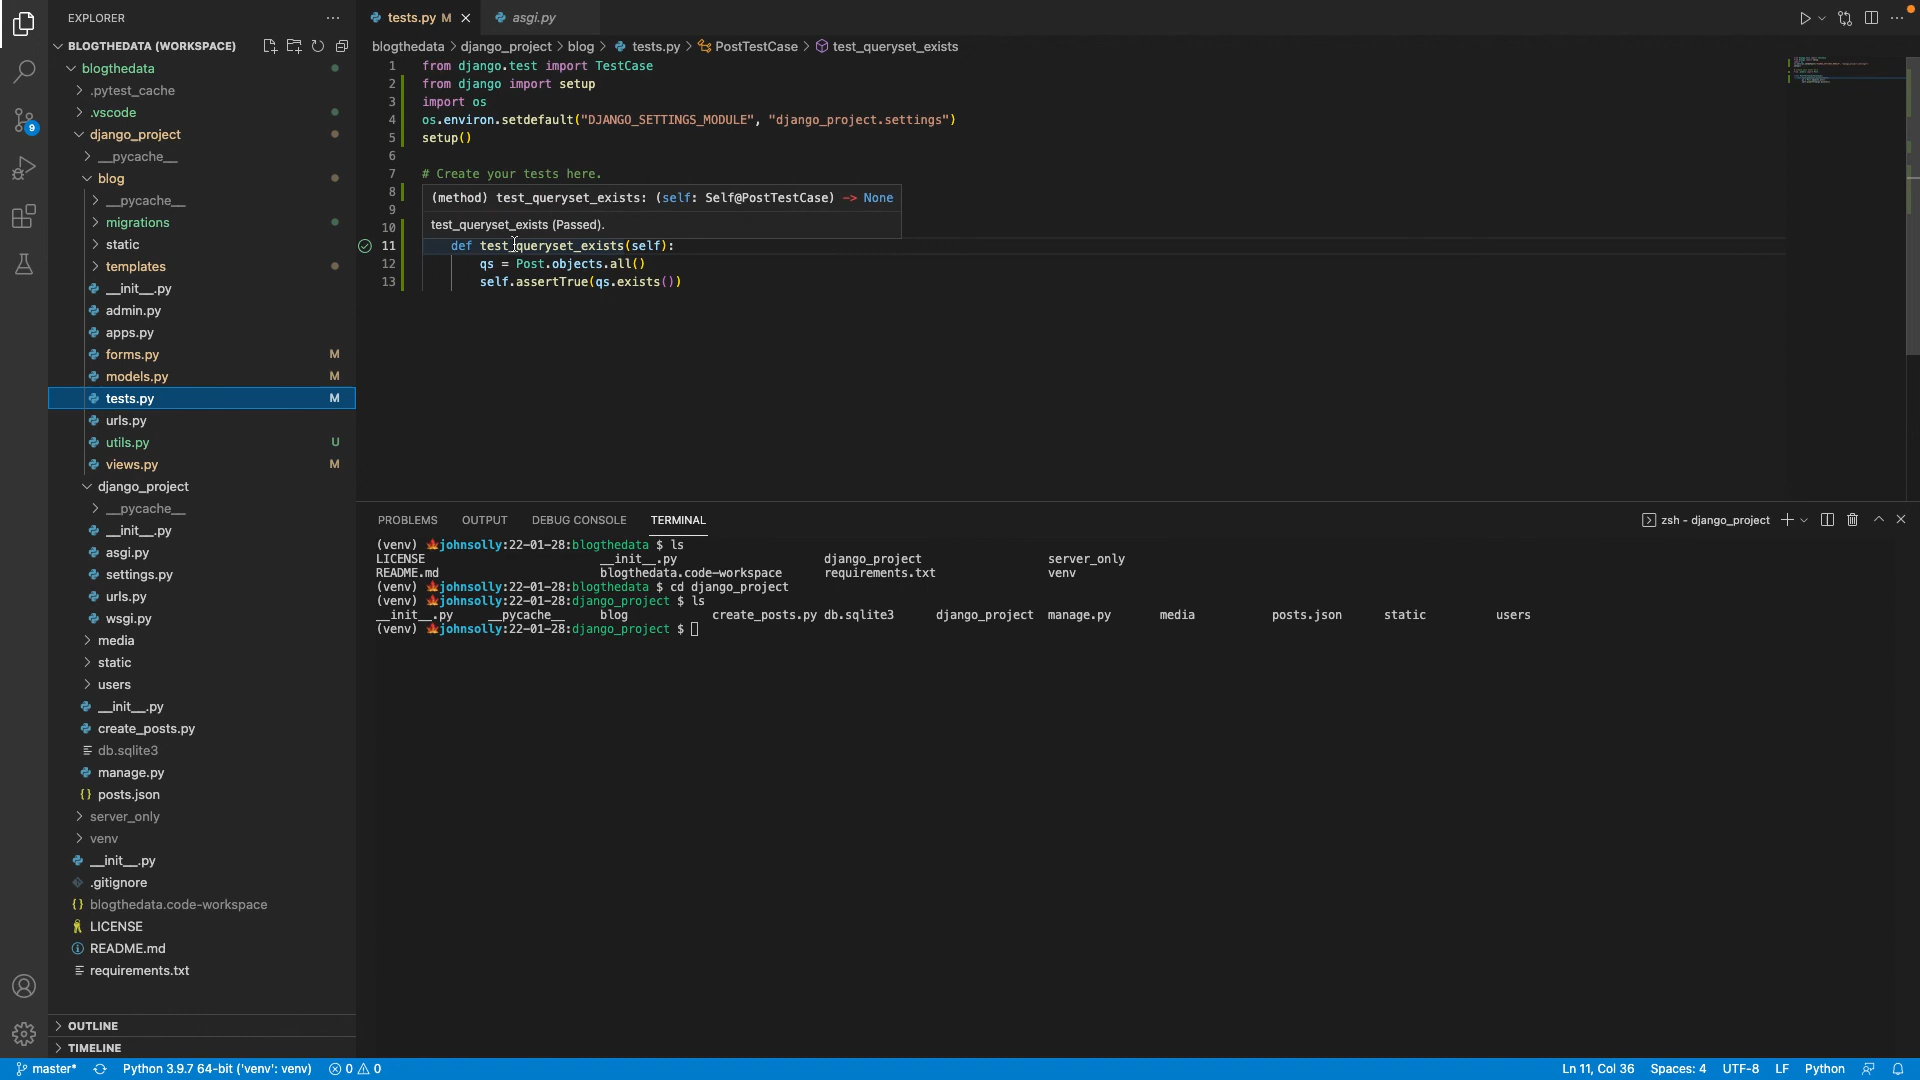 EXPLORER
BLOGTHEDATA (WORKSPACE)
blogthedata
.pytest_cache
.vscode
django_project
__pycache__
blog
__pycache__
migrations
static
templates
__init__.py
admin.py
apps.py
forms.py M
models.py M
tests.py M
urls.py
utils.py U
views.py M
django_project
__pycache__
__init__.py
asgi.py
settings.py
urls.py
wsgi.py
media
static
users
__init__.py
create_posts.py
db.sqlite3
manage.py
{} posts.json
server_only
venv
__init__.py
.gitignore
{} blogthedata.code-workspace
LICENSE
README.md
requirements.txt
OUTLINE
TIMELINE
9
tests.py M
asgi.py
blogthedata > django_project > blog > tests.py > PostTestCase > test_queryset_exists
1 from django.test import TestCase
2 from django import setup
3 import os
4 os.environ.setdefault("DJANGO_SETTINGS_MODULE", "django_project.settings")
5 setup()
6
7 # Create your tests here.
8
(method) test_queryset_exists: (self: Self@PostTestCase) -> None
9
test_queryset_exists (Passed).
10
11 def test_queryset_exists(self):
12 qs = Post.objects.all()
13 self.assertTrue(qs.exists())
PROBLEMS OUTPUT DEBUG CONSOLE TERMINAL
zsh - django_project
(venv) johnsolly:22-01-28:blogthedata $ ls
LICENSE __init__.py django_project server_only
README.md blogthedata.code-workspace requirements.txt venv
(venv) johnsolly:22-01-28:blogthedata $ cd django_project
(venv) johnsolly:22-01-28:django_project $ ls
__init__.py __pycache__ blog create_posts.py db.sqlite3 django_project manage.py media posts.json static users
(venv) johnsolly:22-01-28:django_project $
master* Python 3.9.7 64-bit ('venv': venv) 0 0 Ln 11, Col 36 Spaces: 4 UTF-8 LF Python